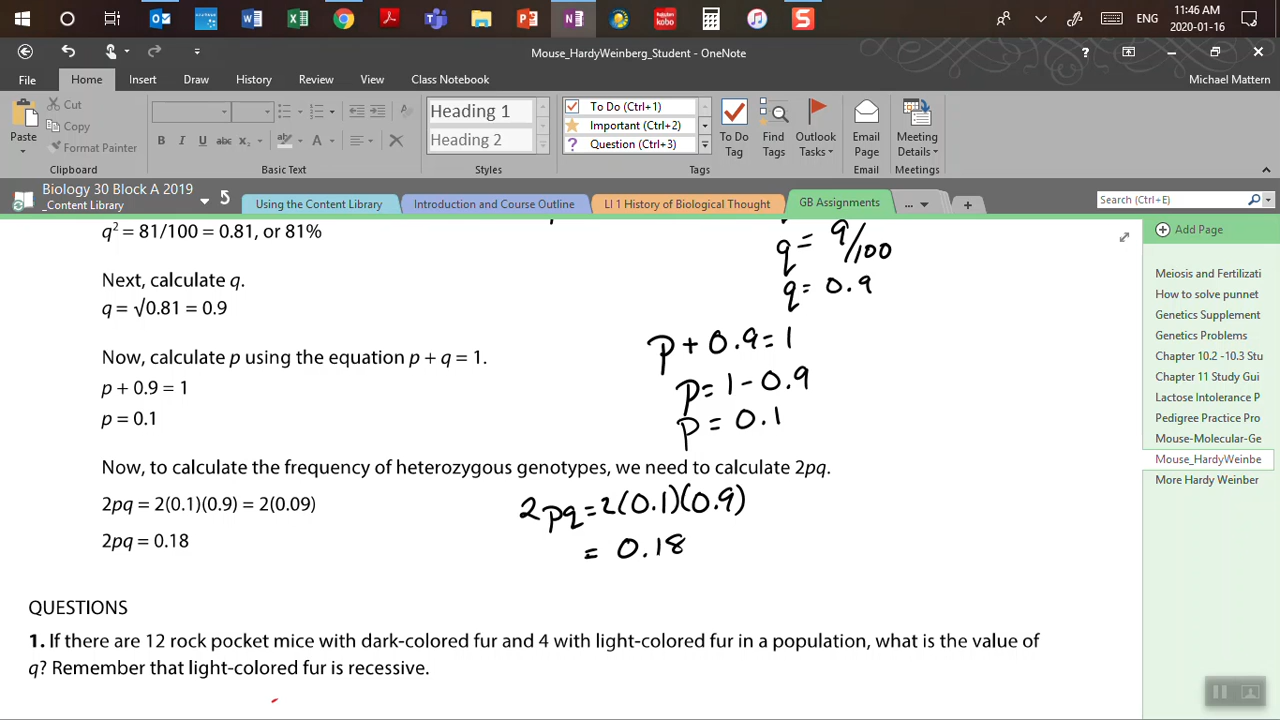 ENG
11:46 AM
2020-01-16
Mouse_HardyWeinberg_Student - OneNote
File Home Insert Draw History Review View Class Notebook
Michael Mattern
Paste
Cut
Copy
Format Painter
Clipboard
B I U abc
Basic Text
Heading 1
Heading 2
Styles
To Do (Ctrl+1)
Important (Ctrl+2)
Question (Ctrl+3)
To Do Tag
Find Tags
Tags
Outlook Tasks
Email Page
Email
Meeting Details
Meetings
Biology 30 Block A 2019
_Content Library
Using the Content Library
Introduction and Course Outline
LI 1 History of Biological Thought
GB Assignments
...
Search (Ctrl+E)
Add Page
Meiosis and Fertilizati
How to solve punnet
Genetics Supplement
Genetics Problems
Chapter 10.2 -10.3 Stu
Chapter 11 Study Gui
Lactose Intolerance P
Pedigree Practice Pro
Mouse-Molecular-Ge
Mouse_HardyWeinbe
More Hardy Weinber
q² = 81/100 = 0.81, or 81%
q = 9/100
Next, calculate q.
q = 0.9
q = √0.81 = 0.9
p + 0.9 = 1
Now, calculate p using the equation p + q = 1.
p = 1 - 0.9
p + 0.9 = 1
p = 0.1
p = 0.1
Now, to calculate the frequency of heterozygous genotypes, we need to calculate 2pq.
2pq = 2(0.1)(0.9) = 2(0.09)
2pq = 2(0.1)(0.9)
2pq = 0.18
= 0.18
QUESTIONS
1. If there are 12 rock pocket mice with dark-colored fur and 4 with light-colored fur in a population, what is the value of
q? Remember that light-colored fur is recessive.